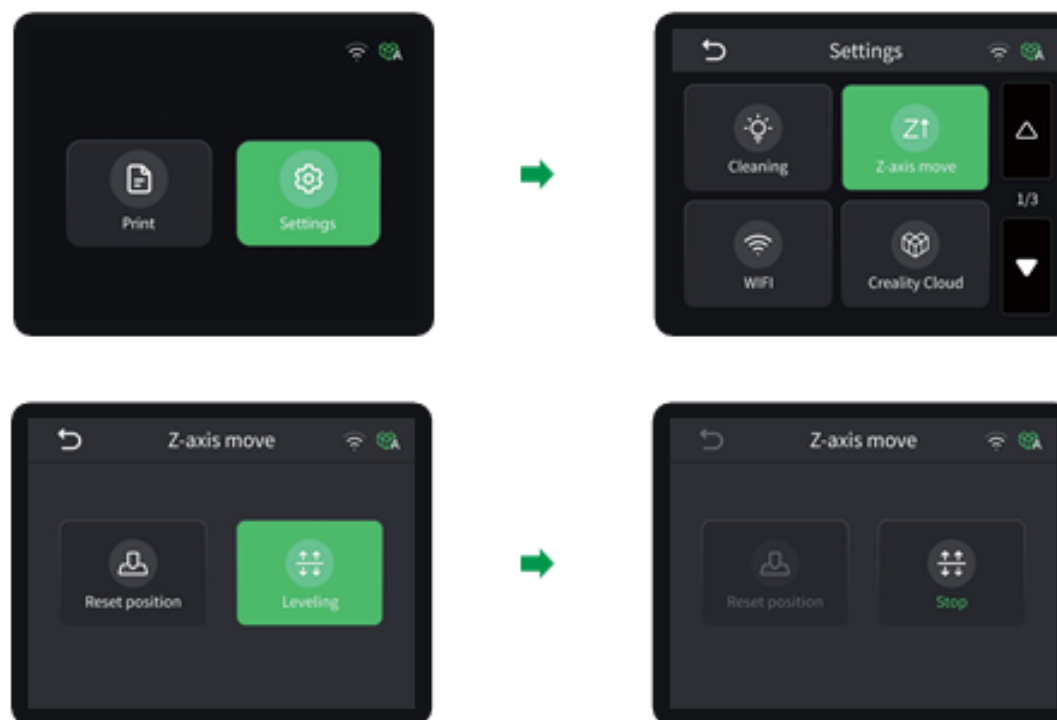 Print
Settings
Settings
Cleaning
Z-axis move
1/3
WIFI
Creality Cloud
Z-axis move
Reset position
Leveling
Z-axis move
Reset position
Stop